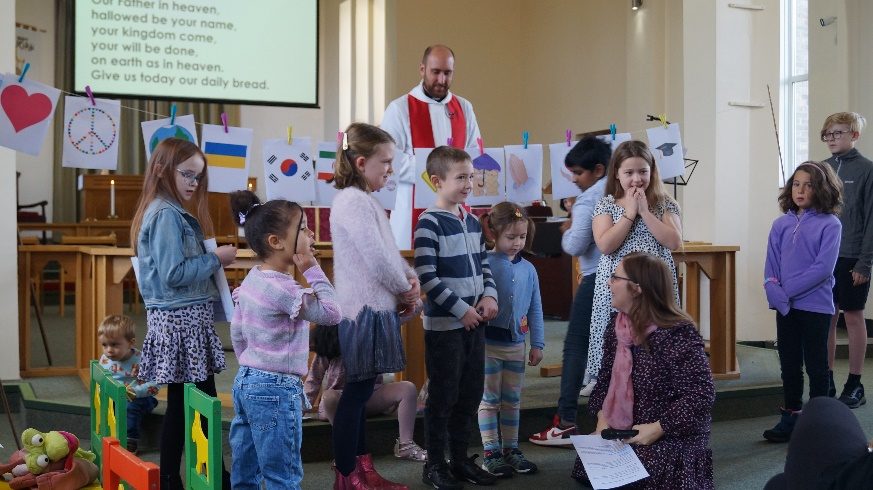 Our Father in heaven,
hallowed be your name,
your kingdom come,
your will be done,
on earth as in heaven,
Give us today our daily bread.